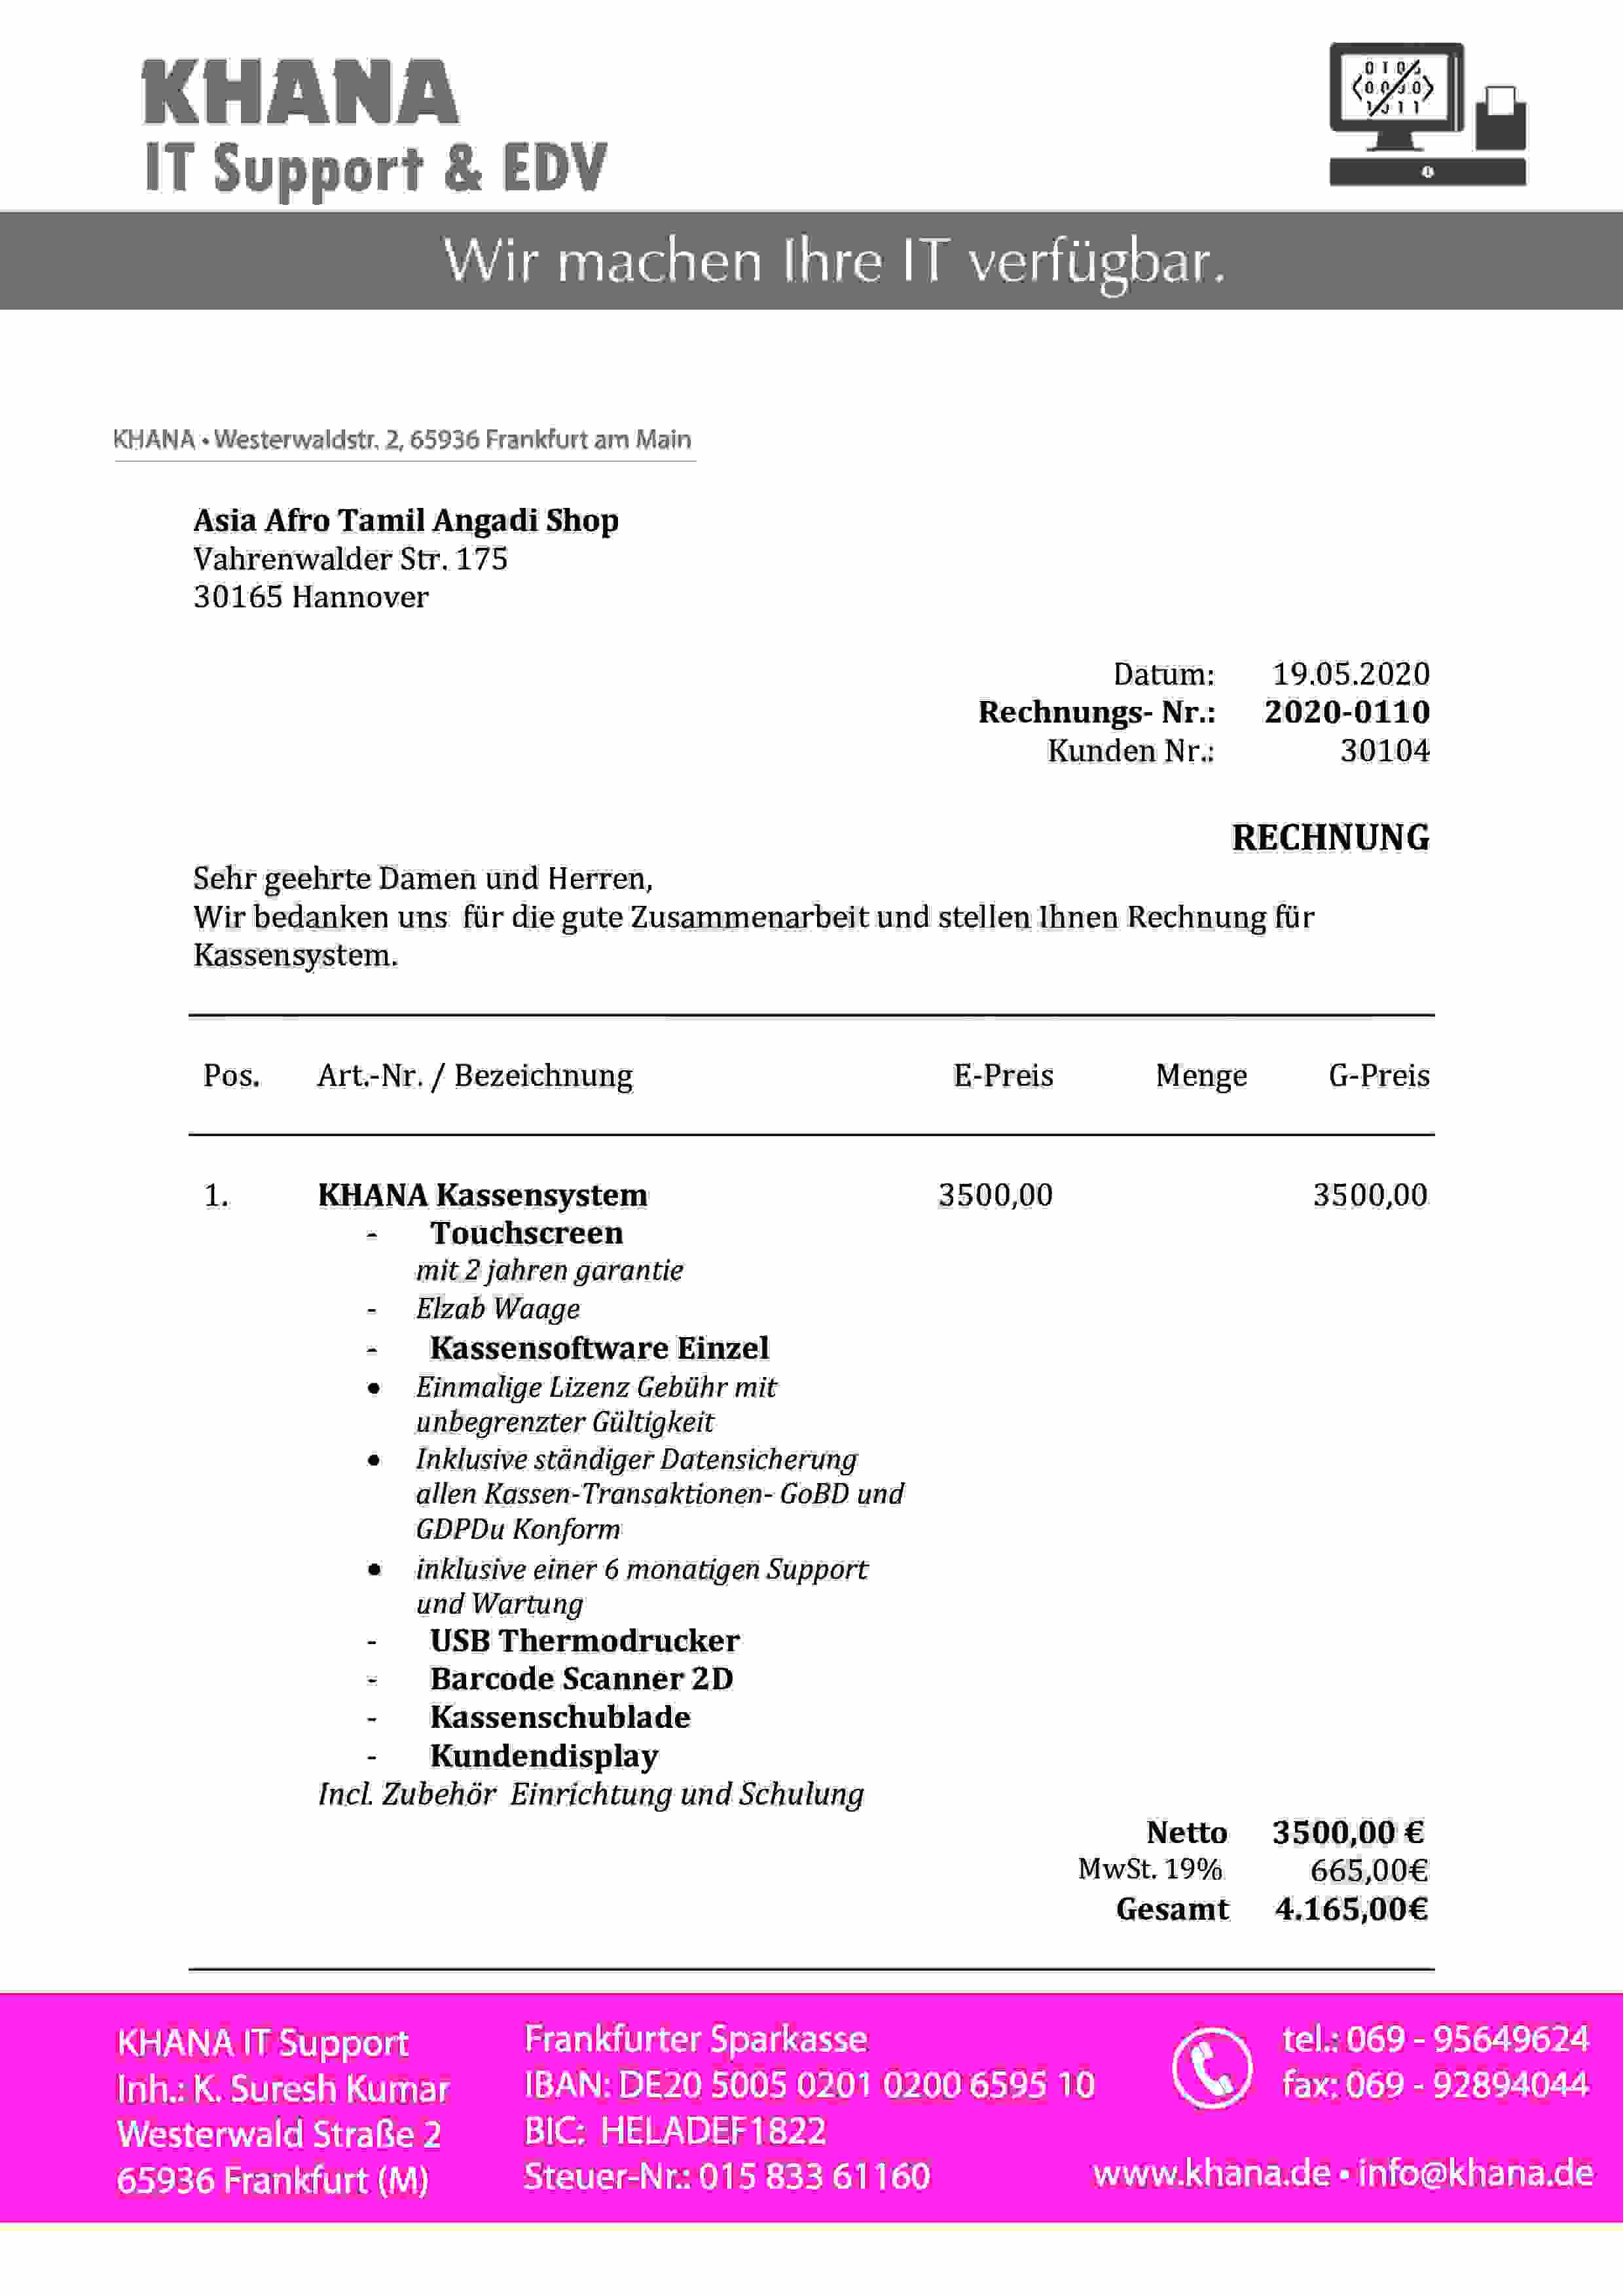 KHANA
IT Support & EDV
Wir machen Ihre IT verfügbar.
KHANA • Westerwaldstr. 2, 65936 Frankfurt am Main
Asia Afro Tamil Angadi Shop
Vahrenwalder Str. 175
30165 Hannover
Datum: 19.05.2020
Rechnungs- Nr.: 2020-0110
Kunden Nr.: 30104
RECHNUNG
Sehr geehrte Damen und Herren,
Wir bedanken uns für die gute Zusammenarbeit und stellen Ihnen Rechnung für
Kassensystem.
Pos. Art.-Nr. / Bezeichnung E-Preis Menge G-Preis
1. KHANA Kassensystem 3500,00 3500,00
- Touchscreen
mit 2 jahren garantie
- Elzab Waage
- Kassensoftware Einzel
• Einmalige Lizenz Gebühr mit
unbegrenzter Gültigkeit
• Inklusive ständiger Datensicherung
allen Kassen-Transaktionen- GoBD und
GDPDu Konform
• inklusive einer 6 monatigen Support
und Wartung
- USB Thermodrucker
- Barcode Scanner 2D
- Kassenschublade
- Kundendisplay
Incl. Zubehör Einrichtung und Schulung
Netto 3500,00 €
MwSt. 19% 665,00€
Gesamt 4.165,00€
KHANA IT Support
Inh.: K. Suresh Kumar
Westerwald Straße 2
65936 Frankfurt (M)
Frankfurter Sparkasse
IBAN: DE20 5005 0201 0200 6595 10
BIC: HELADEF1822
Steuer-Nr.: 015 833 61160
tel.: 069 - 95649624
fax: 069 - 92894044
www.khana.de • info@khana.de